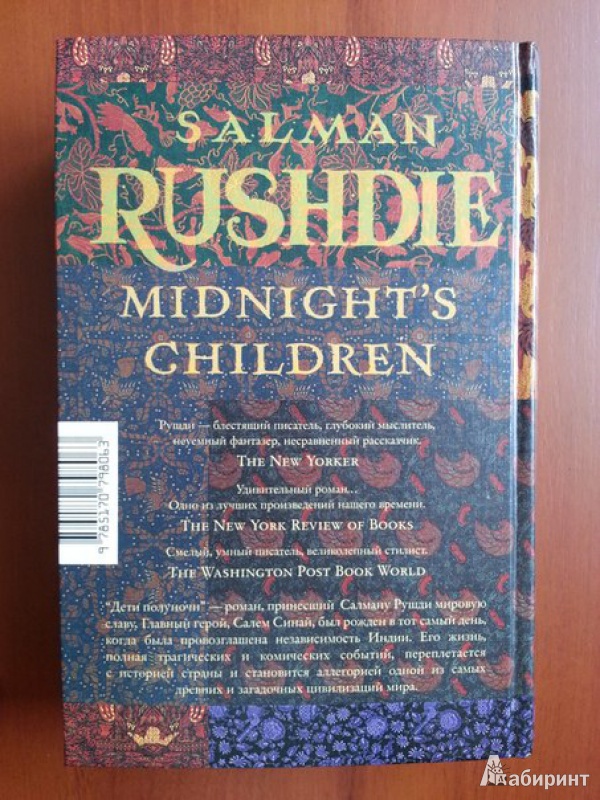 SALMAN
RUSHDIE
MIDNIGHT'S
CHILDREN
Рушди — блестящий писатель, глубокий мыслитель,
неуемный фантазер, несравненный рассказчик.
THE NEW YORKER
Удивительный роман...
Одно из лучших произведений нашего времени.
THE NEW YORK REVIEW OF BOOKS
Смелый, умный писатель, великолепный стилист.
THE WASHINGTON POST BOOK WORLD
"Дети полуночи" — роман, принесший Салману Рушди мировую
славу. Главный герой, Салем Синай, был рожден в тот самый день,
когда была провозглашена независимость Индии. Его жизнь,
полная трагических и комических событий, переплетается
с историей страны и становится аллегорией одной из самых
древних и загадочных цивилизаций мира.
9 785170 798063
Лабиринт